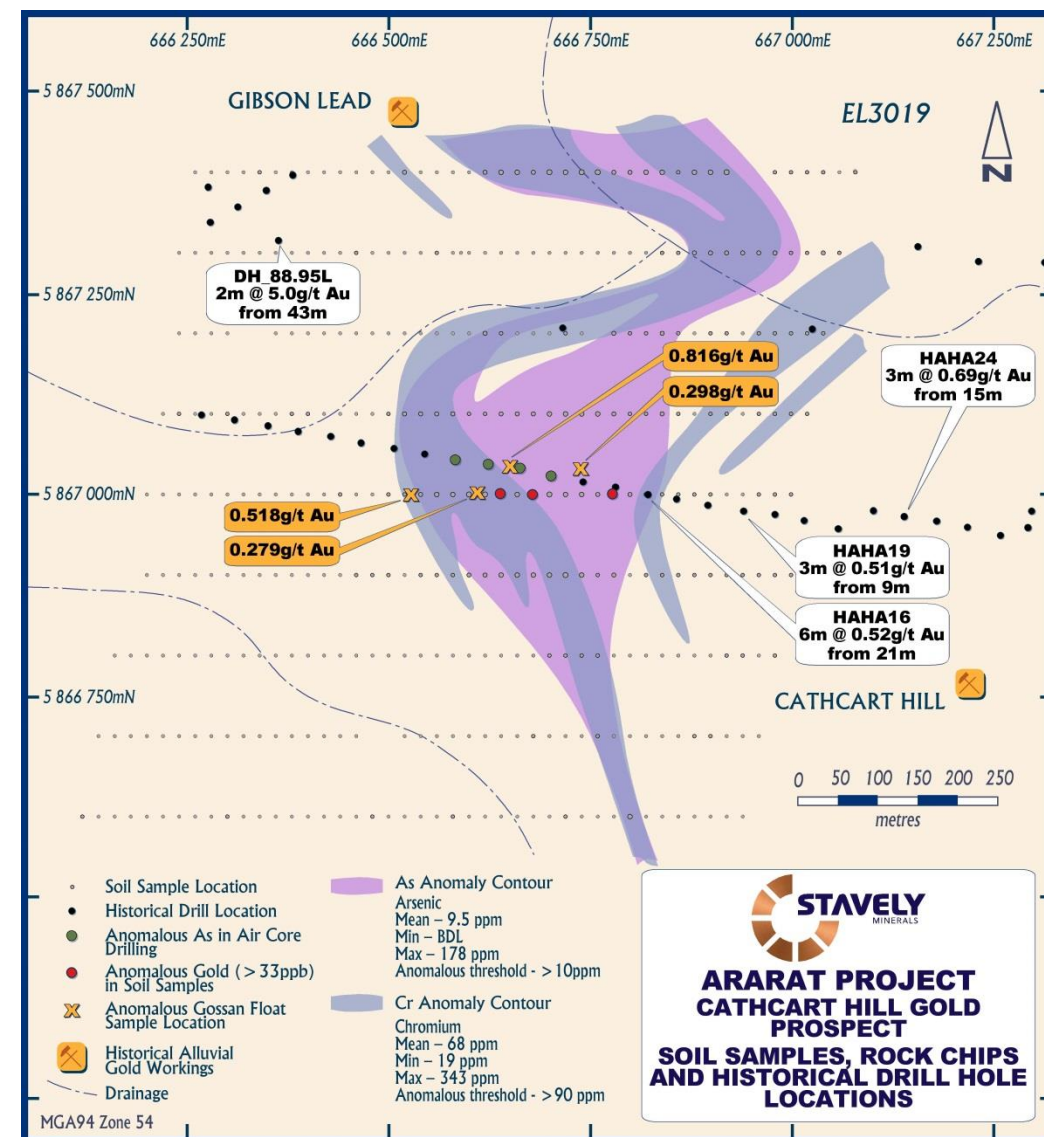 666 250mE
666 500mE
666 750mE
667 000mE
667 250mE
5 867 500mN
GIBSON LEAD
EL3019
N
DH_88.95L
2m @ 5.0g/t Au
from 43m
5 867 250mN
0.816g/t Au
0.298g/t Au
HAHA24
3m @ 0.69g/t Au
from 15m
5 867 000mN
0.518g/t Au
0.279g/t Au
HAHA19
3m @ 0.51g/t Au
from 9m
HAHA16
6m @ 0.52g/t Au
from 21m
5 866 750mN
CATHCART HILL
0 50 100 150 200 250
metres
Soil Sample Location
Historical Drill Location
Anomalous As in Air Core
Drilling
Anomalous Gold (>33ppb)
in Soil Samples
Anomalous Gossan Float
Sample Location
Historical Alluvial
Gold Workings
Drainage
MGA94 Zone 54
As Anomaly Contour
Arsenic
Mean – 9.5 ppm
Min – BDL
Max – 178 ppm
Anomalous threshold - >10ppm
Cr Anomaly Contour
Chromium
Mean – 68 ppm
Min – 19 ppm
Max – 343 ppm
Anomalous threshold - >90 ppm
STAVELY
MINERALS
ARARAT PROJECT
CATHCART HILL GOLD
PROSPECT
SOIL SAMPLES, ROCK CHIPS
AND HISTORICAL DRILL HOLE
LOCATIONS